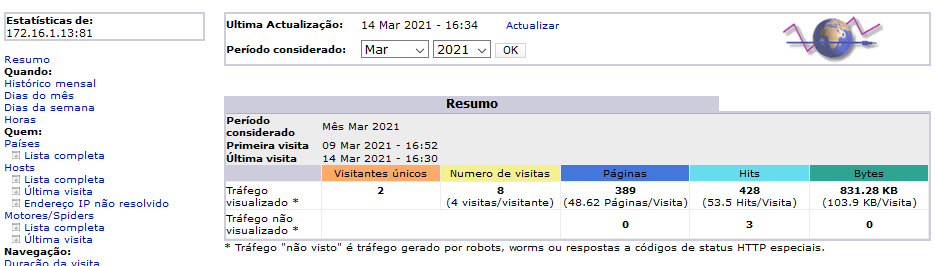 Estatísticas de:
172.16.1.13:81
Resumo
Quando:
Histórico mensal
Dias do mês
Dias da semana
Horas
Quem:
Países
Lista completa
Hosts
Lista completa
Última visita
Endereço IP não resolvido
Motores/Spiders
Lista completa
Última visita
Navegação:
Duração da visita
Ultima Actualização: 14 Mar 2021 - 16:34 Actualizar
Período considerado: Mar 2021 OK
Resumo
Período considerado Mês Mar 2021
Primeira visita 09 Mar 2021 - 16:52
Última visita 14 Mar 2021 - 16:30
Visitantes únicos Numero de visitas Páginas Hits Bytes
Tráfego visualizado * 2 8 389 428 831.28 KB
(4 visitas/visitante) (48.62 Páginas/Visita) (53.5 Hits/Visita) (103.9 KB/Visita)
Tráfego não visualizado * 0 3 0
* Tráfego "não visto" é tráfego gerado por robots, worms ou respostas a códigos de status HTTP especiais.